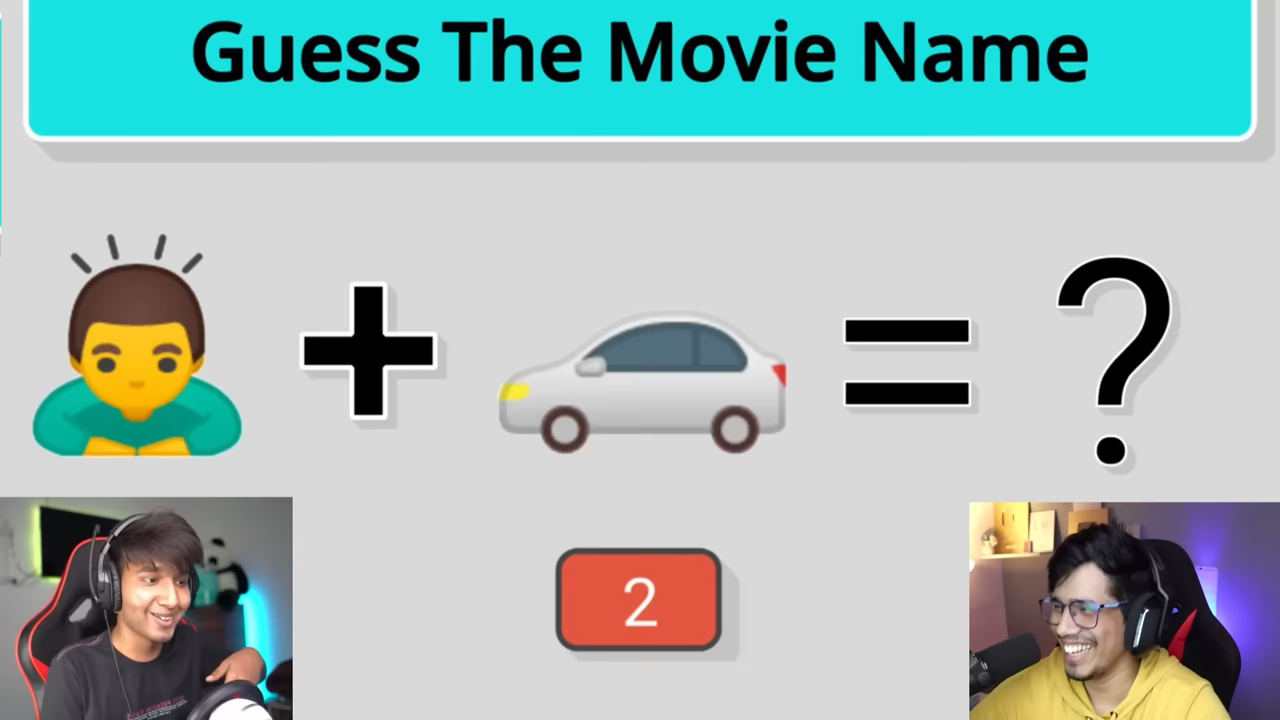 Guess The Movie Name
+ = ?
2